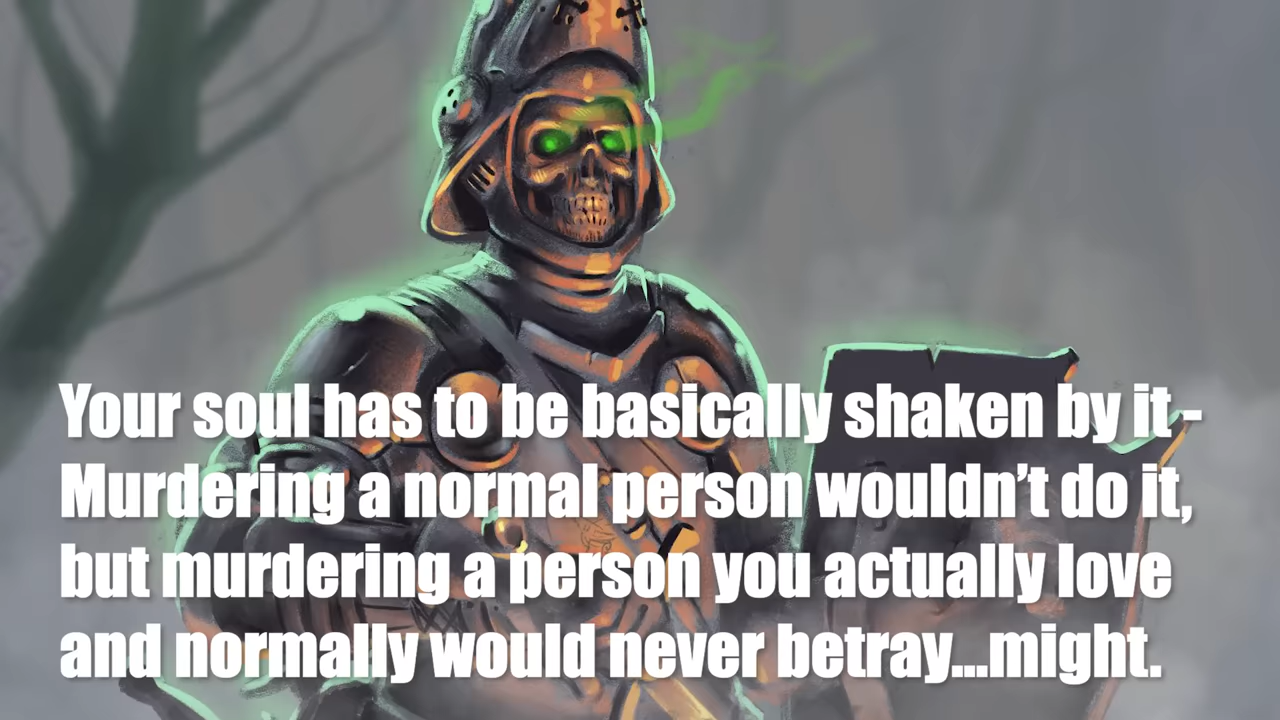 Your soul has to be basically shaken by it -
Murdering a normal person wouldn’t do it,
but murdering a person you actually love
and normally would never betray...might.